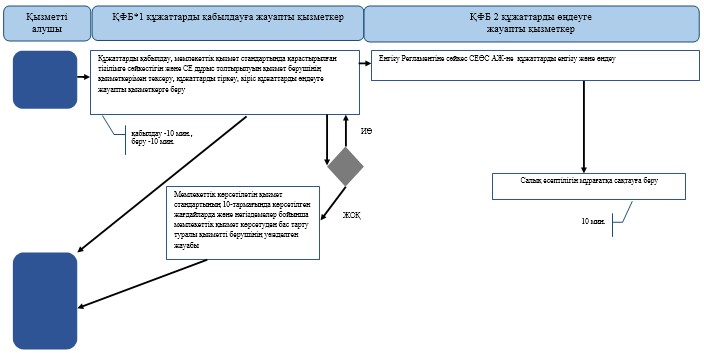 Қызметті
алушы
ҚФБ*1 құжаттарды қабылдауға жауапты қызметкер
ҚФБ 2 құжаттарды өңдеуге
жауапты қызметкер
Құжаттарды қабылдау, мемлекеттік қызмет стандартында қарастырылған
тізілімге сәйкестігін және СЕ дұрыс толтырылуын қызмет берушінің
қызметкерімен тексеру, құжаттарды тіркеу, кіріс құжаттарды өңдеуге
жауапты қызметкерге беру
Енгізу Регламентіне сәйкес СЕӨС АЖ-не құжаттарды енгізу және өңдеу
қабылдау -10 мин.,
беру -10 мин.
ИӘ
ЖОҚ
Мемлекеттік көрсетілетін қызмет
стандартының 10-тармағында көрсетілген
жағдайларда және негіздемелер бойынша
мемлекеттік қызмет көрсетуден бас тарту
туралы қызметті берушінің уәжделген
жауабы
Салық есептілігін мұрағатқа сақтауға беру
10 мин.